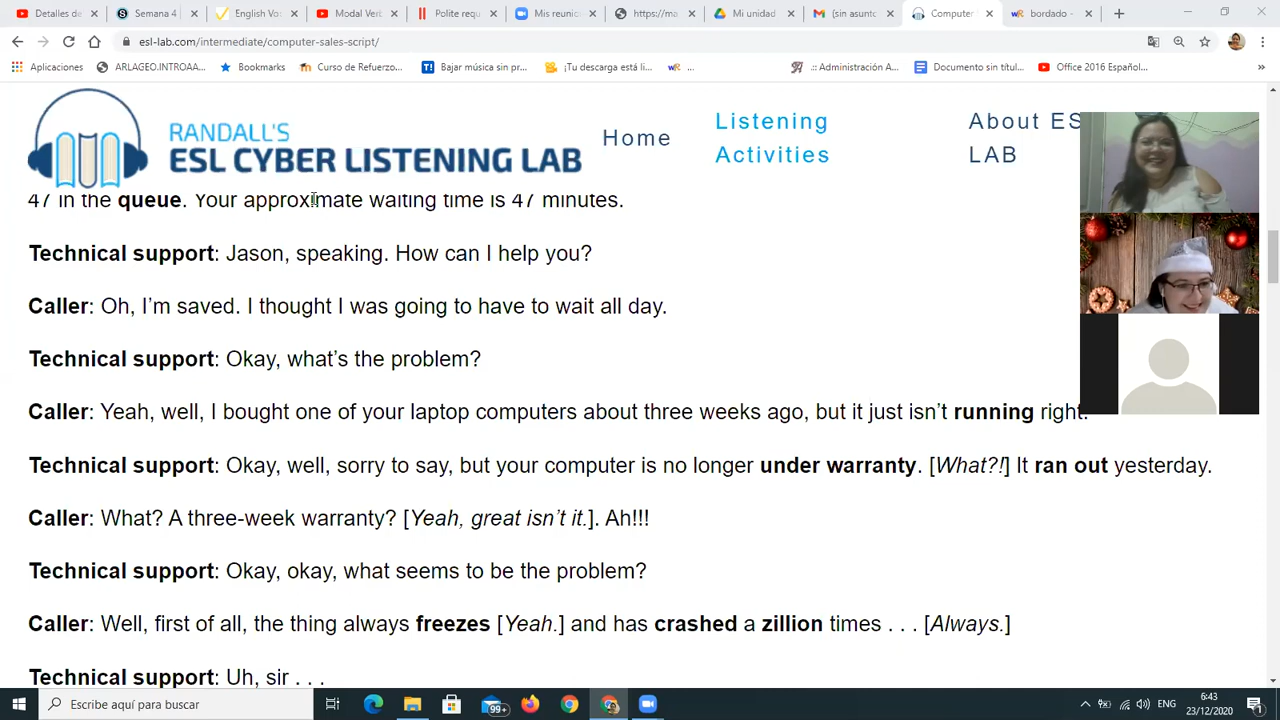 Detalles de
Semana 4
English Voc
Modal Verb
Polite requ
Mis reunio
https://ma
Mi unidad
(sin asunto
Computer
bordado -
esl-lab.com/intermediate/computer-sales-script/
Aplicaciones
ARLAGEO.INTROAA...
Bookmarks
Curso de Refuerzo...
Bajar música sin pr...
¡Tu descarga está li...
...
.:: Administración A...
Documento sin títul...
Office 2016 Español...
»
RANDALL'S
ESL CYBER LISTENING LAB
Home
Listening
Activities
About ES
LAB
47 in the queue. Your approximate waiting time is 47 minutes.
Technical support: Jason, speaking. How can I help you?
Caller: Oh, I'm saved. I thought I was going to have to wait all day.
Technical support: Okay, what's the problem?
Caller: Yeah, well, I bought one of your laptop computers about three weeks ago, but it just isn't running right.
Technical support: Okay, well, sorry to say, but your computer is no longer under warranty. [What?!] It ran out yesterday.
Caller: What? A three-week warranty? [Yeah, great isn't it.]. Ah!!!
Technical support: Okay, okay, what seems to be the problem?
Caller: Well, first of all, the thing always freezes [Yeah.] and has crashed a zillion times . . . [Always.]
Technical support: Uh, sir . . .
Escribe aquí para buscar
99+
ENG
6:43
23/12/2020